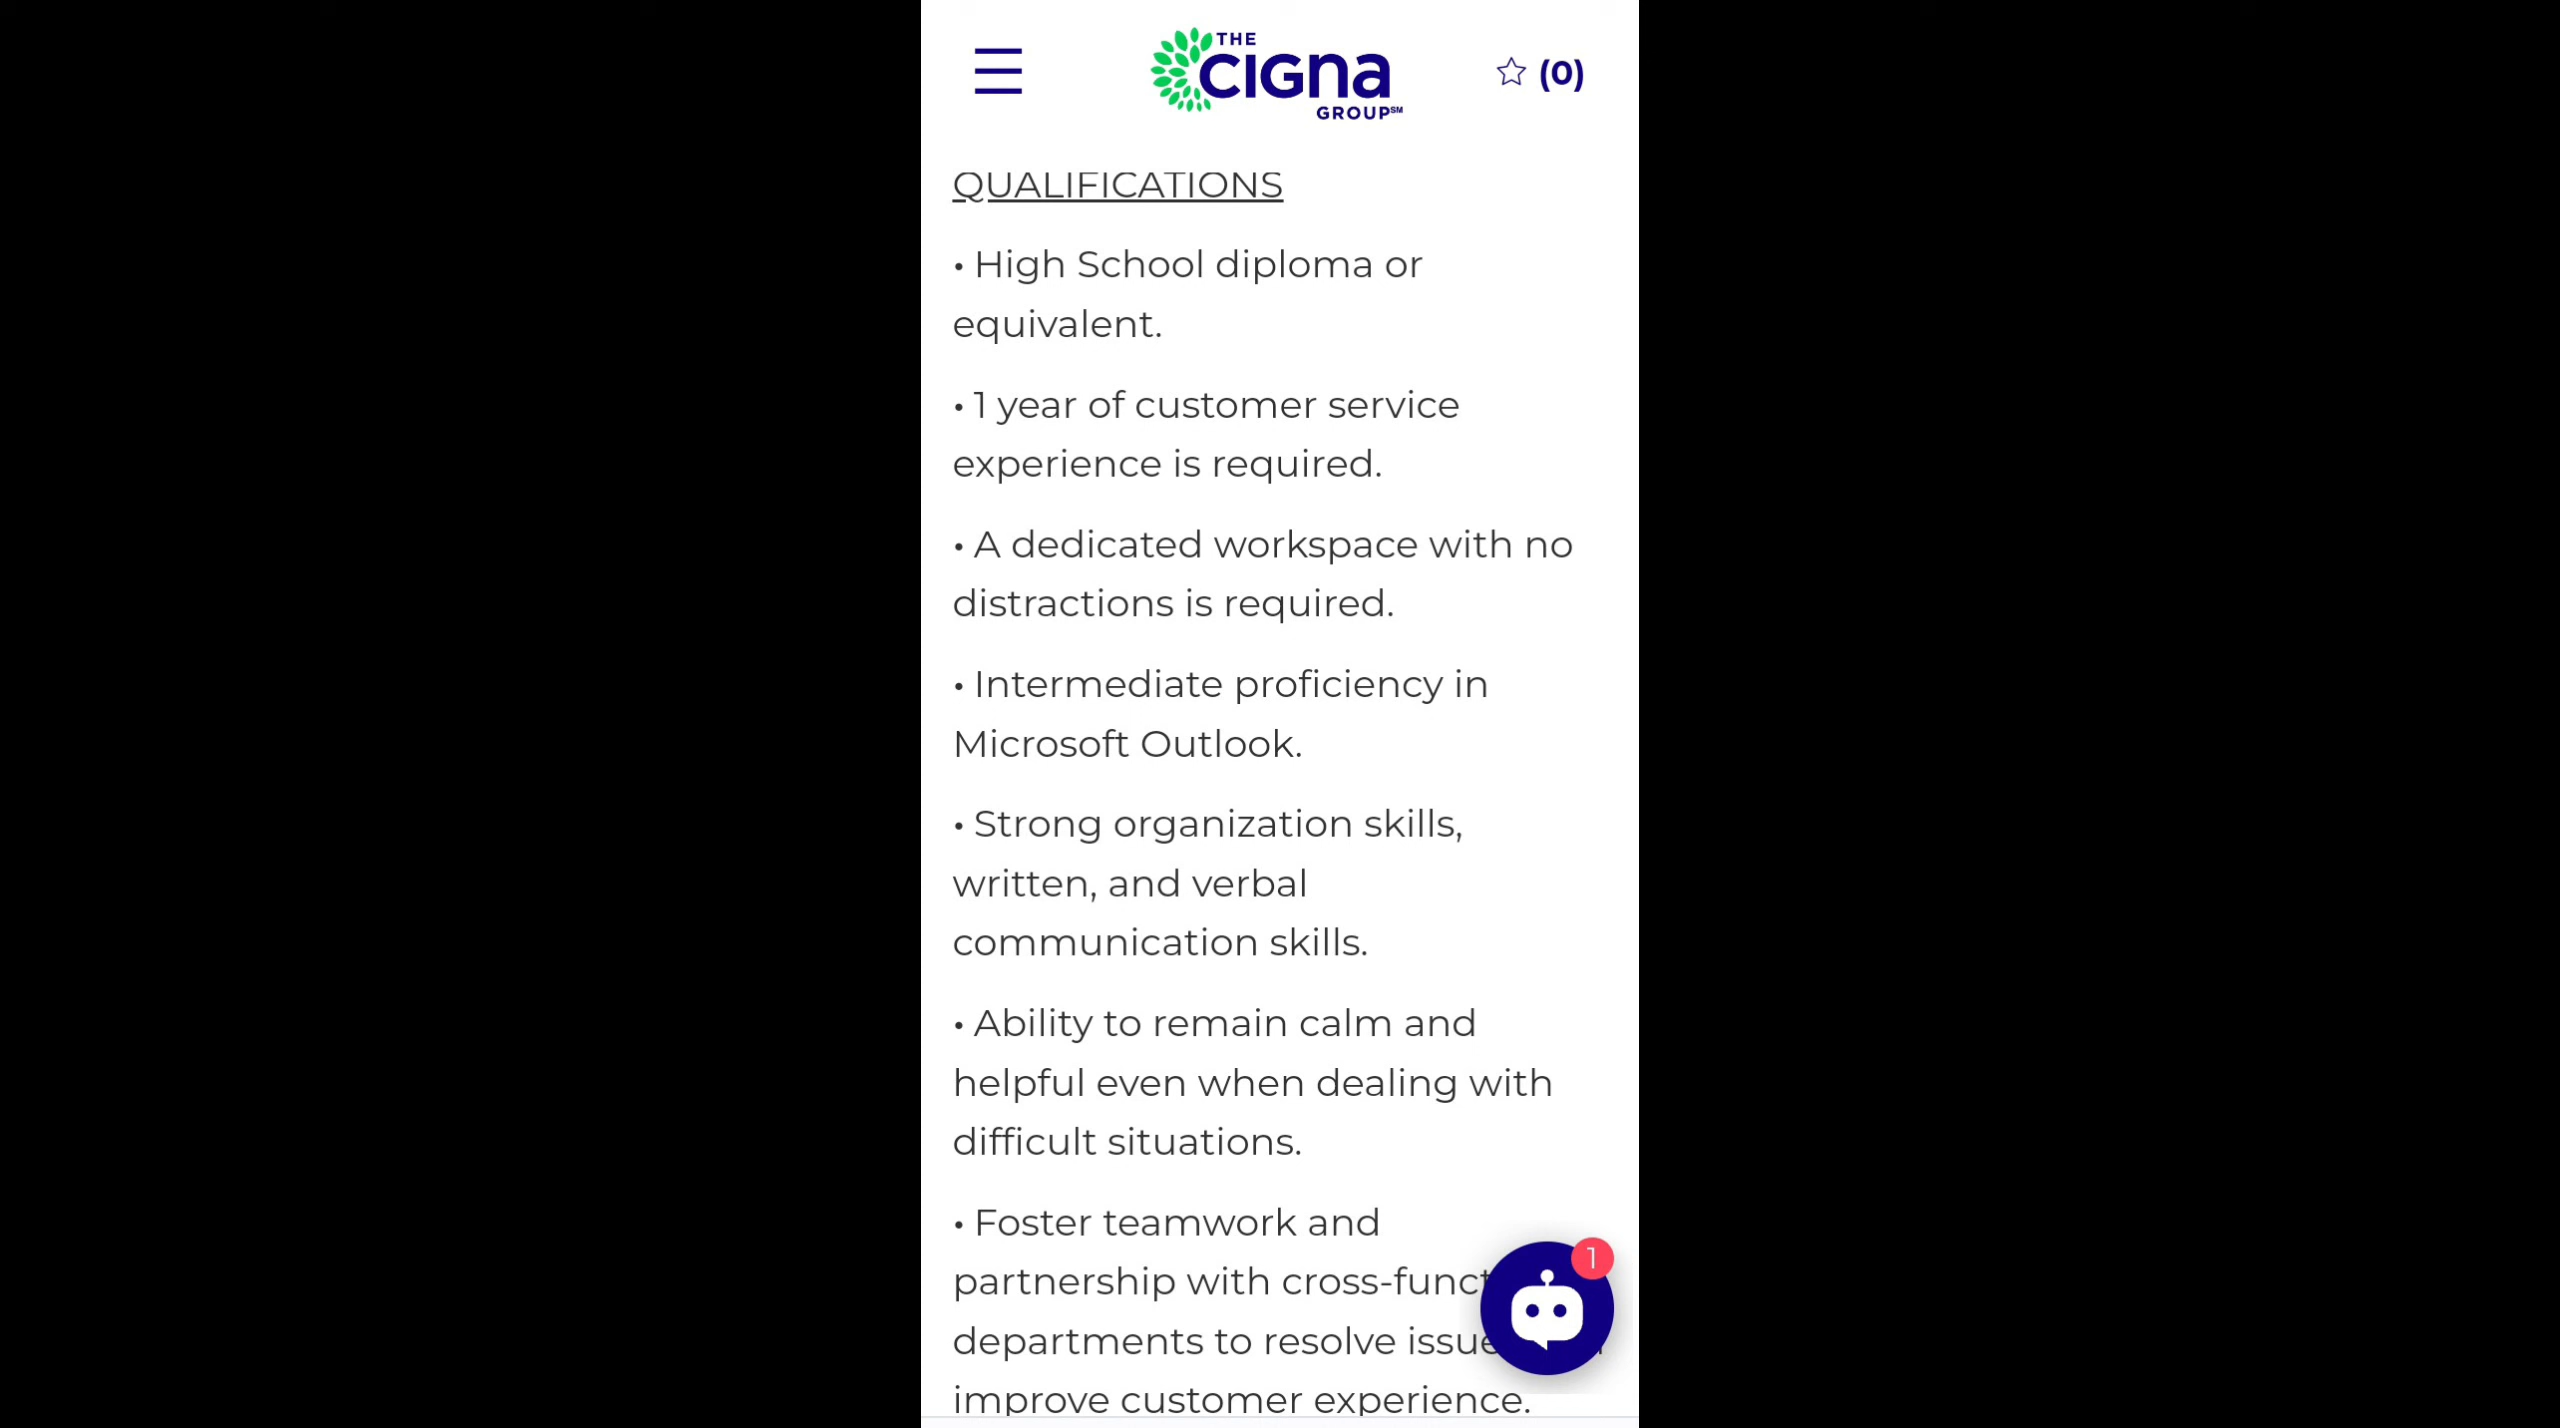 THE
cigna
GROUP℠
(0)
QUALIFICATIONS
• High School diploma or
equivalent.
• 1 year of customer service
experience is required.
• A dedicated workspace with no
distractions is required.
• Intermediate proficiency in
Microsoft Outlook.
• Strong organization skills,
written, and verbal
communication skills.
• Ability to remain calm and
helpful even when dealing with
difficult situations.
• Foster teamwork and
1
partnership with
departments to resolve
improve customer experience.